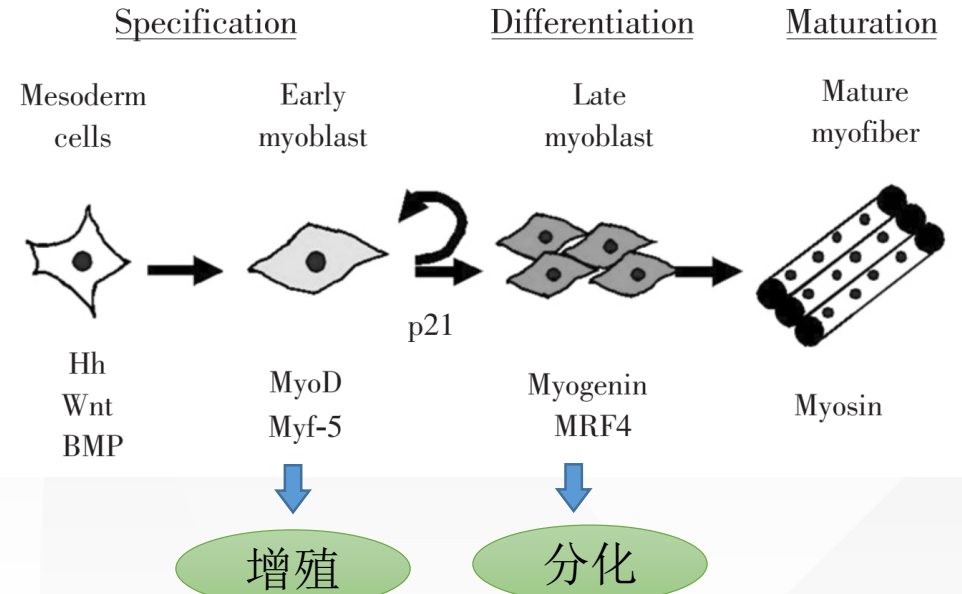 Specification
Differentiation
Maturation
Mesoderm
cells
Early
myoblast
Late
myoblast
Mature
myofiber
p21
Hh
Wnt
BMP
MyoD
Myf-5
Myogenin
MRF4
Myosin
增殖
分化